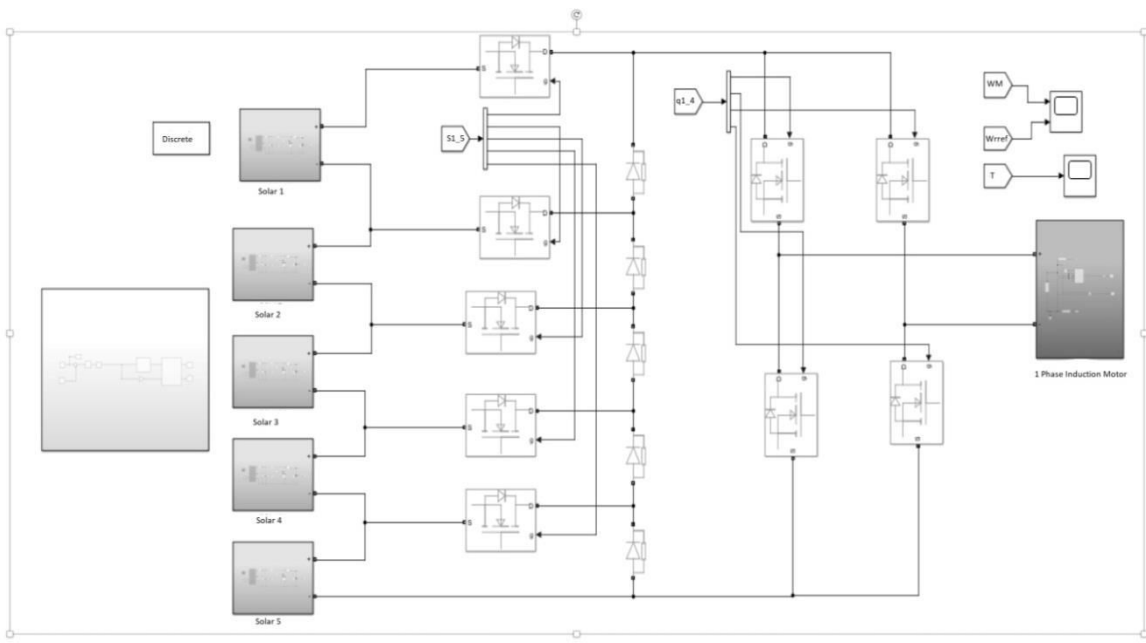 Discrete
Solar 1
Solar 2
Solar 3
Solar 4
Solar 5
S1_5
q1_4
WM
Wrref
T
1 Phase Induction Motor
+
-
+
-
+
-
+
-
+
-
S
D
g
S
D
g
S
D
g
S
D
g
S
D
g
D
g
S
D
g
S
D
g
S
D
g
S
+
-